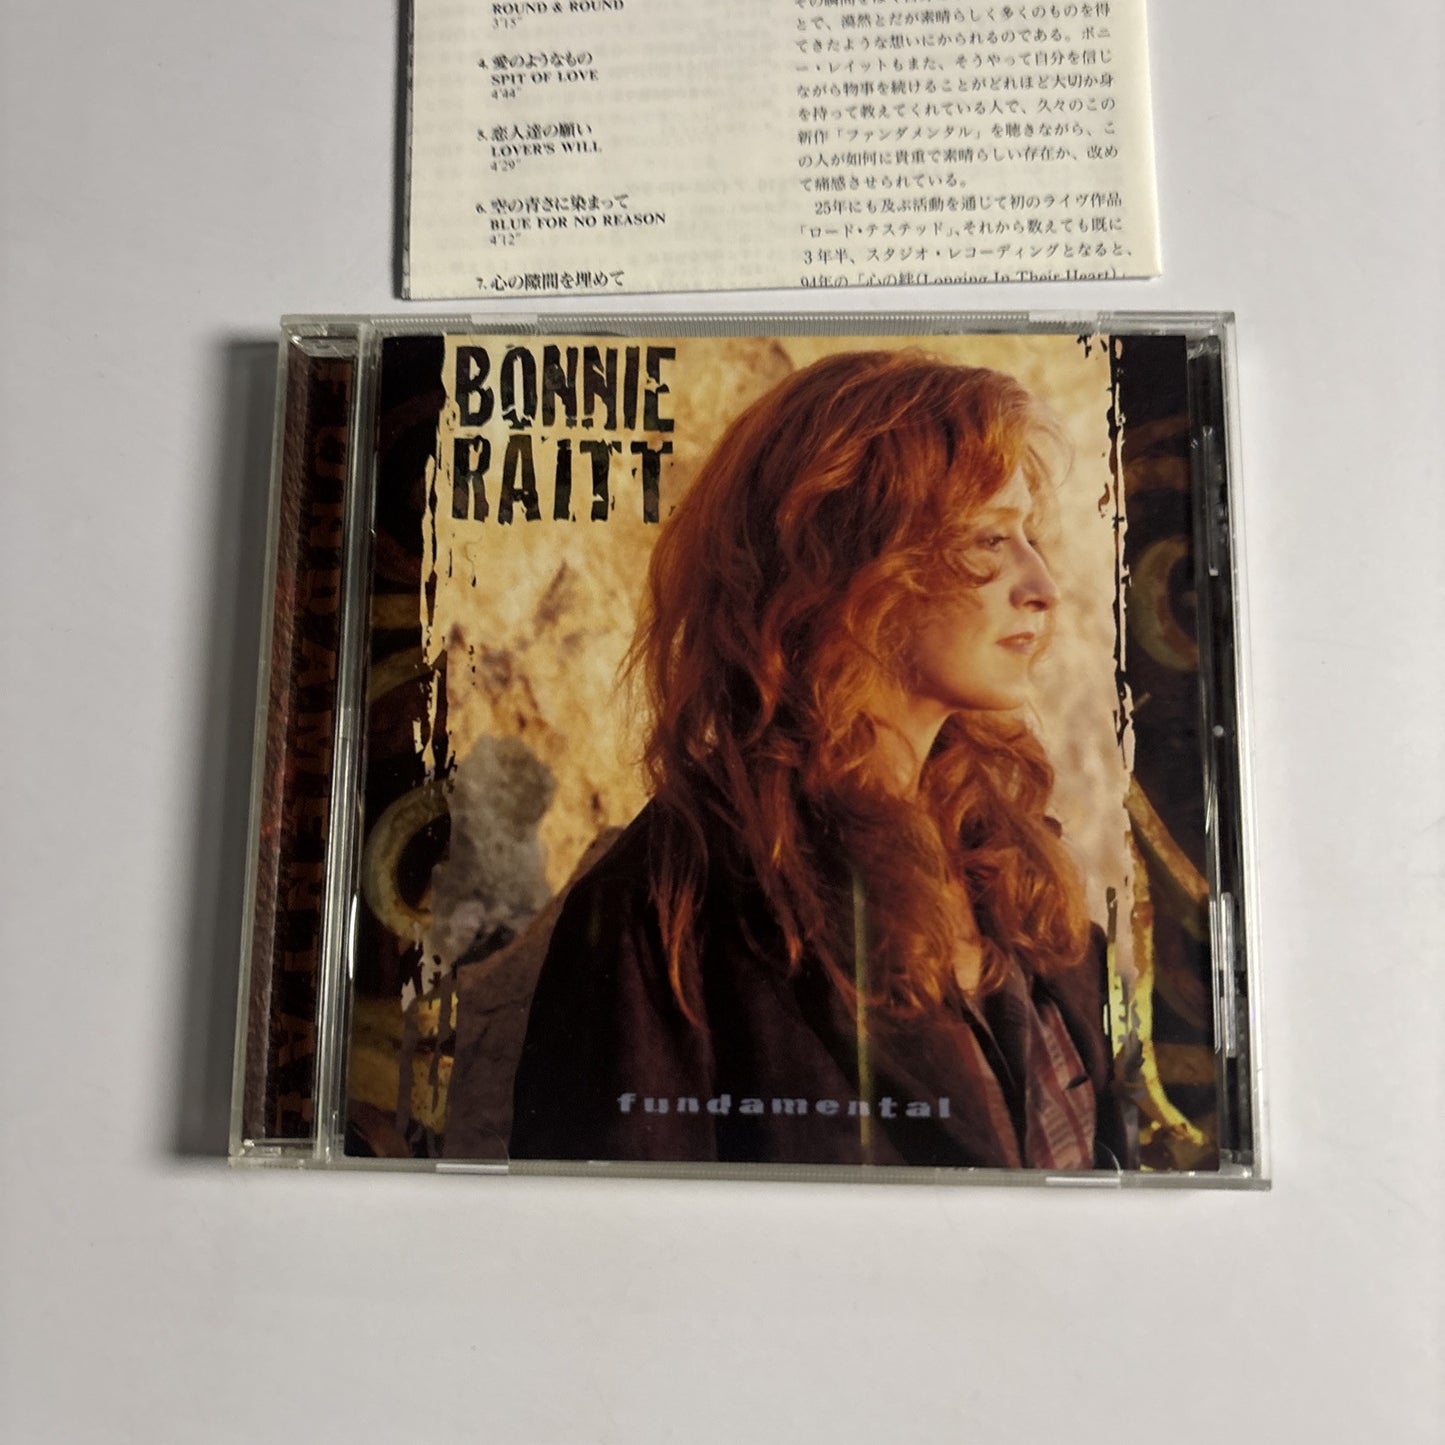 ROUND & ROUND
3'15"
4. 愛のようなもの
SPIT OF LOVE
4'44"
5. 恋人達の願い
LOVER'S WILL
4'29"
6. 空の青さに染まって
BLUE FOR NO REASON
4'12"
7. 心の隙間を埋めて
とで、漠然とだが素晴らしく多くのものを得
てきたような想いにかられるのである。ボニ
ー・レイットもまた、そうやって自分を信じ
ながら物事を続けることがどれほど大切か身
を持って教えてくれている人で、久々のこの
新作「ファンダメンタル」を聴きながら、こ
の人が如何に貴重で素晴らしい存在か、改め
て痛感させられている。
25年にも及ぶ活動を通じて初のライヴ作品
「ロード・テステッド」、それから数えても既に
3年半、スタジオ・レコーディングとなると、
94年の「心の絆(Longing In Their Heart)」
BONNIE
RAITT
fundamental
FUNDAMENTAL